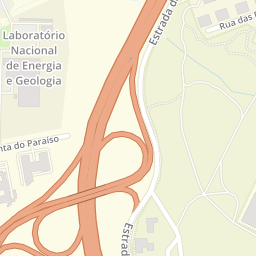 Laboratório
Nacional
de Energia
e Geologia
Estrada d
Rua das
nta do Paraíso
Estrad